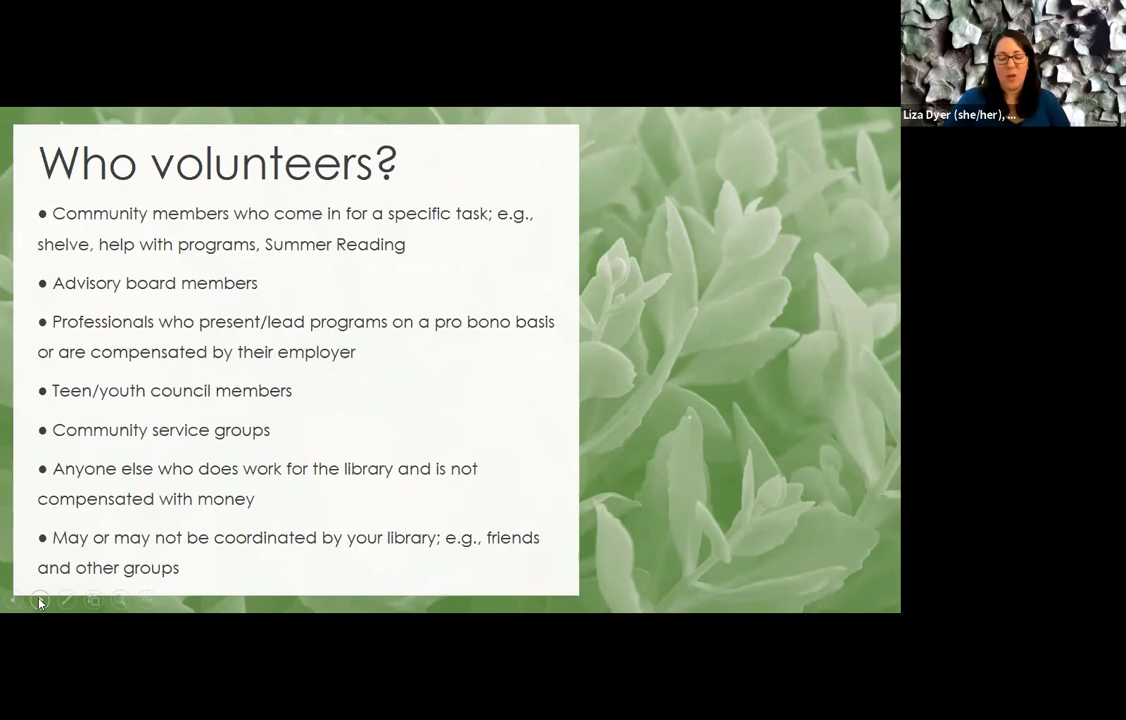 Who volunteers?
● Community members who come in for a specific task; e.g.,
shelve, help with programs, Summer Reading
● Advisory board members
● Professionals who present/lead programs on a pro bono basis
or are compensated by their employer
● Teen/youth council members
● Community service groups
● Anyone else who does work for the library and is not
compensated with money
● May or may not be coordinated by your library; e.g., friends
and other groups
Liza Dyer (she/her), ...